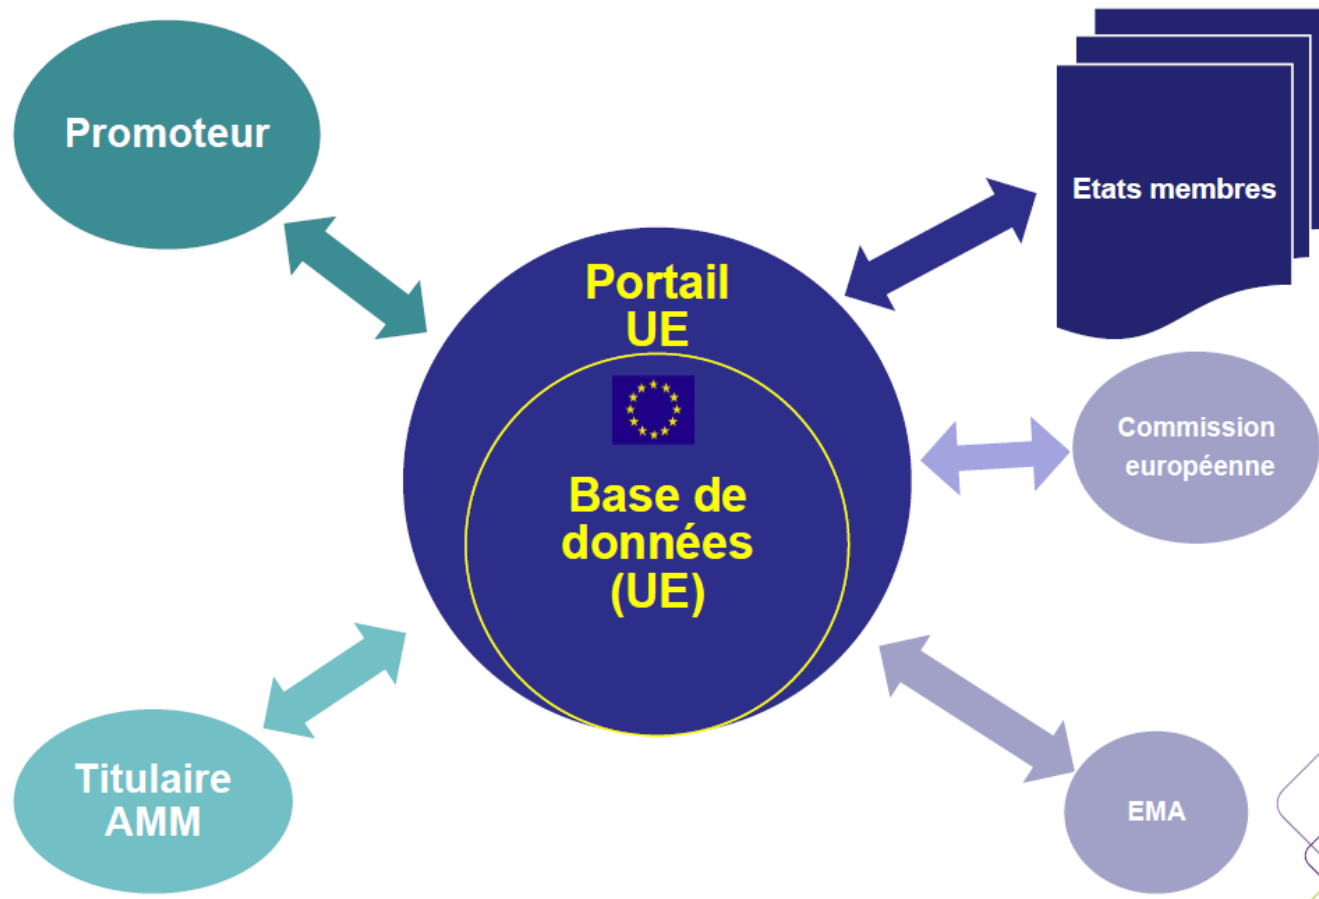 Promoteur
Etats membres
Portail
UE
Commission
européenne
Base de
données
(UE)
Titulaire
AMM
EMA